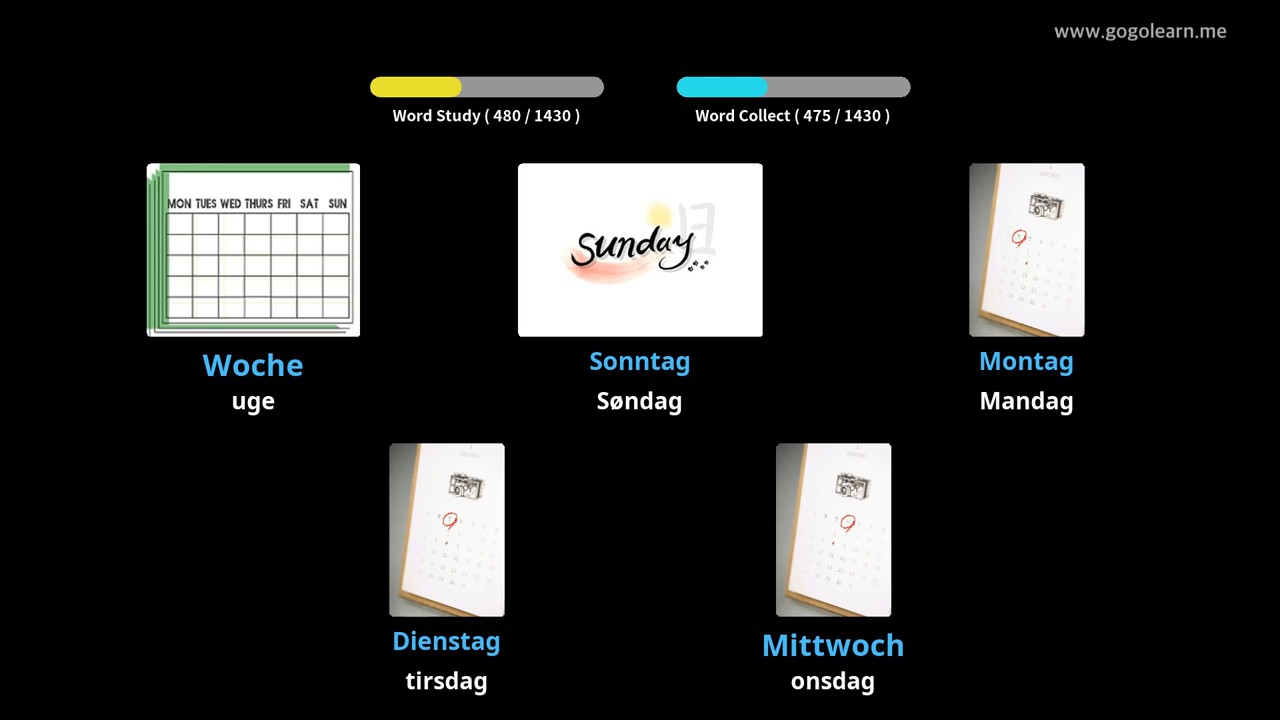 www.gogolearn.me
Word Study ( 480 / 1430 )
Word Collect ( 475 / 1430 )
MON TUES WED THURS FRI SAT SUN
Sunday
Woche
uge
Sonntag
Søndag
Montag
Mandag
Dienstag
tirsdag
Mittwoch
onsdag